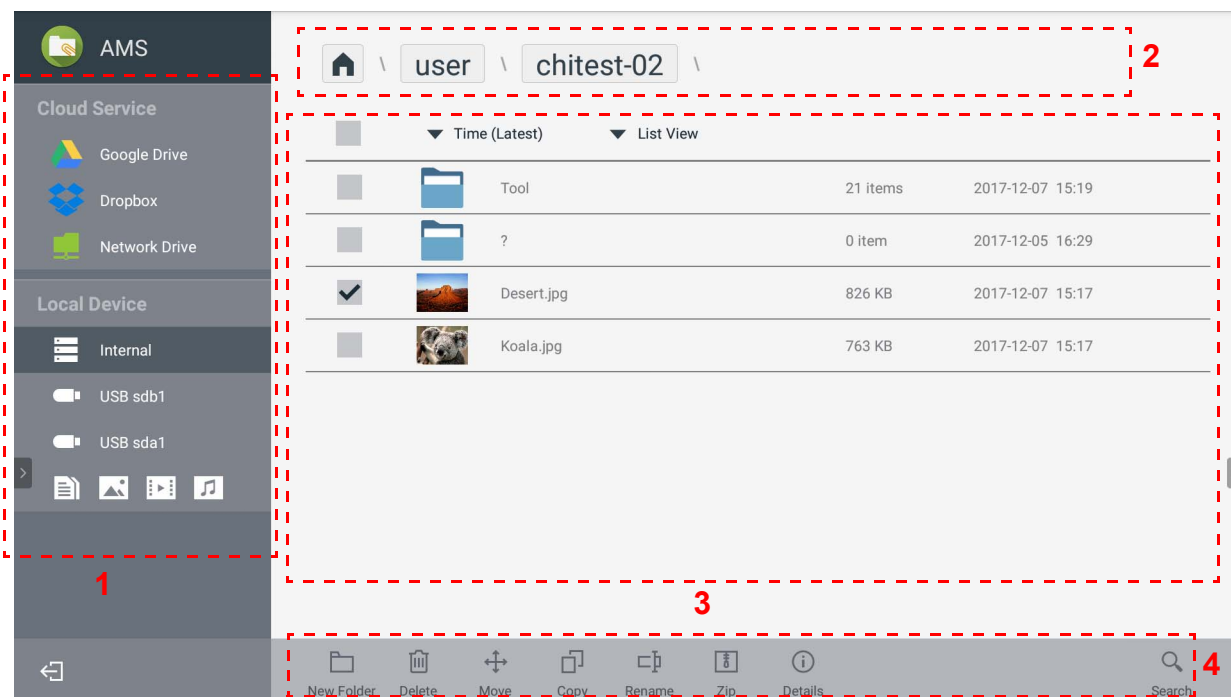 AMS
Cloud Service
Google Drive
Dropbox
Network Drive
Local Device
Internal
USB sdb1
USB sda1
1
user \ chitest-02 \
2
Time (Latest) List View
Tool 21 items 2017-12-07 15:19
? 0 item 2017-12-05 16:29
Desert.jpg 826 KB 2017-12-07 15:17
Koala.jpg 763 KB 2017-12-07 15:17
3
New Folder Delete Move Copy Rename Zip Details Search
4